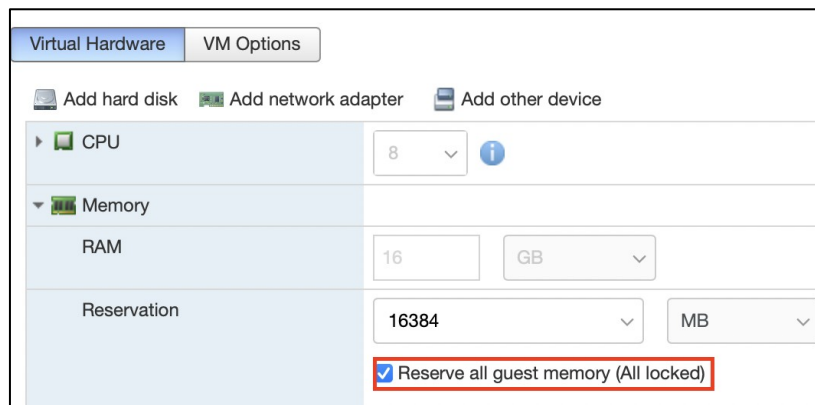 Virtual Hardware VM Options
Add hard disk Add network adapter Add other device
CPU 8 i
Memory
RAM 16 GB
Reservation 16384 MB
Reserve all guest memory (All locked)